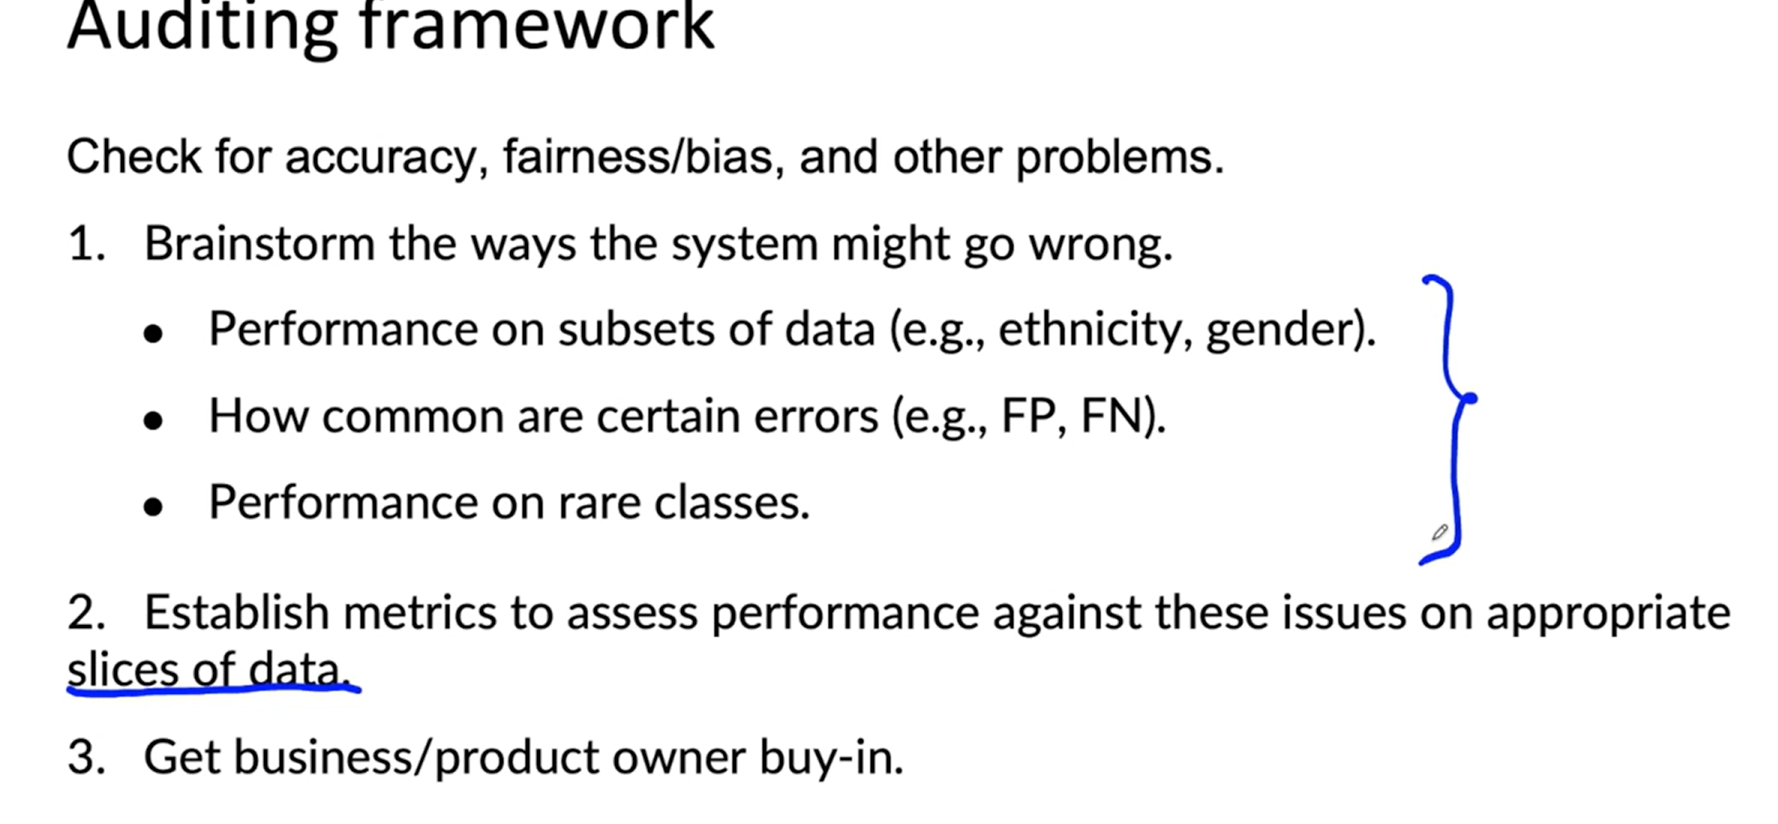 Auditing framework
Check for accuracy, fairness/bias, and other problems.
1. Brainstorm the ways the system might go wrong.
● Performance on subsets of data (e.g., ethnicity, gender).
● How common are certain errors (e.g., FP, FN).
● Performance on rare classes.
2. Establish metrics to assess performance against these issues on appropriate
slices of data.
3. Get business/product owner buy-in.